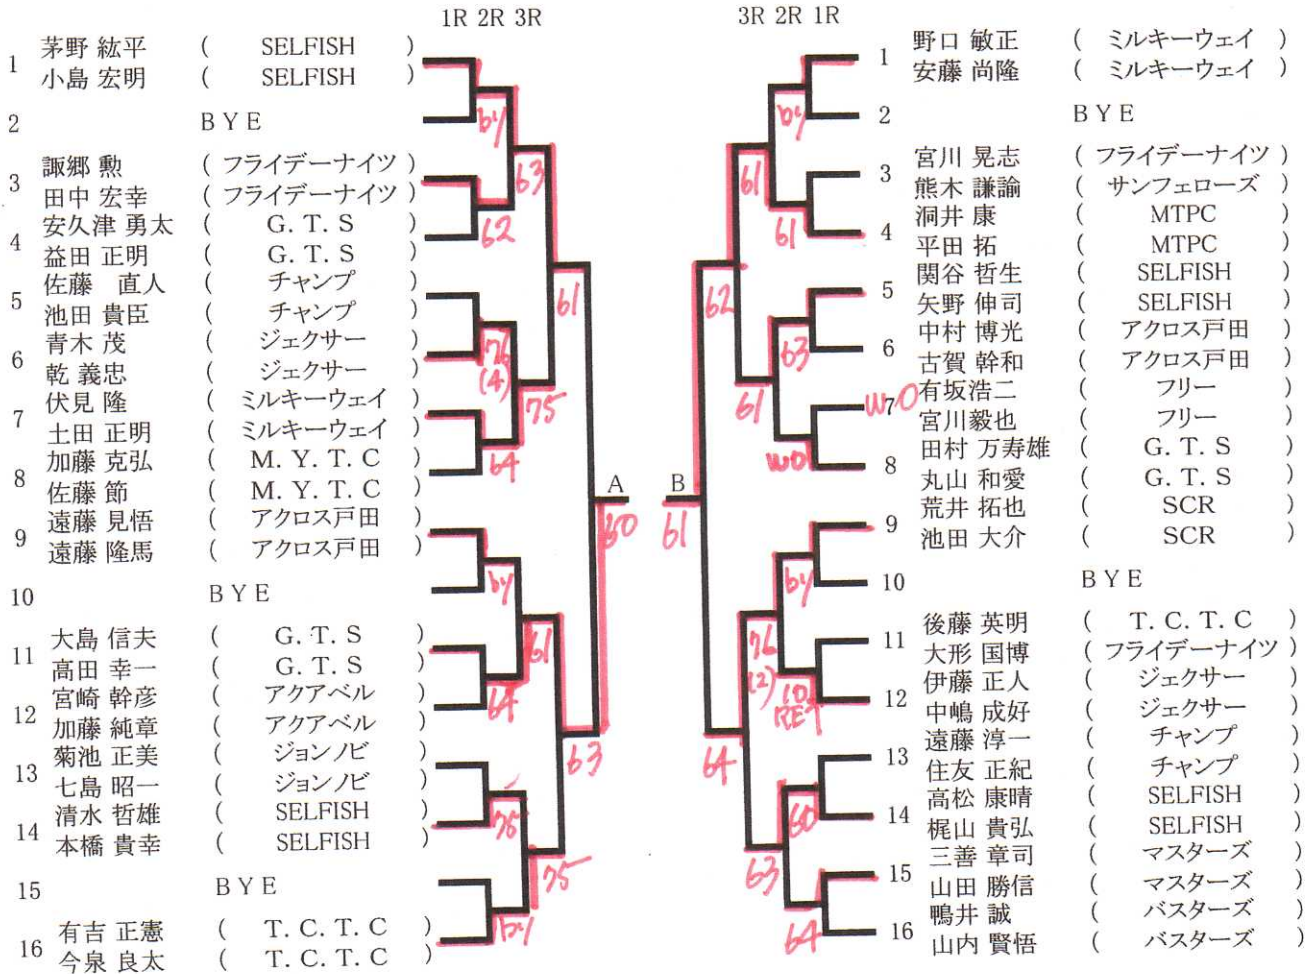 1R 2R 3R
1 茅野 紘平 ( SELFISH )
小島 宏明 ( SELFISH )
2 BYE
by
3 諏郷 勲 ( フライデーナイツ )
田中 宏幸 ( フライデーナイツ )
63
4 安久津 勇太 ( G. T. S )
益田 正明 ( G. T. S )
62
5 佐藤 直人 ( チャンプ )
池田 貴臣 ( チャンプ )
61
6 青木 茂 ( ジェクサー )
乾 義忠 ( ジェクサー )
76
(4)
7 伏見 隆 ( ミルキーウェイ )
土田 正明 ( ミルキーウェイ )
75
8 加藤 克弘 ( M. Y. T. C )
佐藤 節 ( M. Y. T. C )
64
A
60
9 遠藤 見悟 ( アクロス戸田 )
遠藤 隆馬 ( アクロス戸田 )
10 BYE
by
11 大島 信夫 ( G. T. S )
高田 幸一 ( G. T. S )
61
12 宮崎 幹彦 ( アクアベル )
加藤 純章 ( アクアベル )
64
13 菊池 正美 ( ジョンノビ )
七島 昭一 ( ジョンノビ )
63
14 清水 哲雄 ( SELFISH )
本橋 貴幸 ( SELFISH )
75
15 BYE
75
16 有吉 正憲 ( T. C. T. C )
今泉 良太 ( T. C. T. C )
by
3R 2R 1R
1 野口 敏正 ( ミルキーウェイ )
安藤 尚隆 ( ミルキーウェイ )
2 BYE
by
3 宮川 晃志 ( フライデーナイツ )
熊木 謙諭 ( サンフェローズ )
61
4 洞井 康 ( MTPC )
平田 拓 ( MTPC )
61
5 関谷 哲生 ( SELFISH )
矢野 伸司 ( SELFISH )
62
6 中村 博光 ( アクロス戸田 )
古賀 幹和 ( アクロス戸田 )
63
7 WO 有坂浩二 ( フリー )
宮川毅也 ( フリー )
61
8 田村 万寿雄 ( G. T. S )
丸山 和愛 ( G. T. S )
WO
B
61
9 荒井 拓也 ( SCR )
池田 大介 ( SCR )
10 BYE
by
11 後藤 英明 ( T. C. T. C )
大形 国博 ( フライデーナイツ )
76
(2)
12 伊藤 正人 ( ジェクサー )
中嶋 成好 ( ジェクサー )
10
RET
13 遠藤 淳一 ( チャンプ )
住友 正紀 ( チャンプ )
64
14 高松 康晴 ( SELFISH )
梶山 貴弘 ( SELFISH )
60
15 三善 章司 ( マスターズ )
山田 勝信 ( マスターズ )
63
16 鴨井 誠 ( バスターズ )
山内 賢悟 ( バスターズ )
64